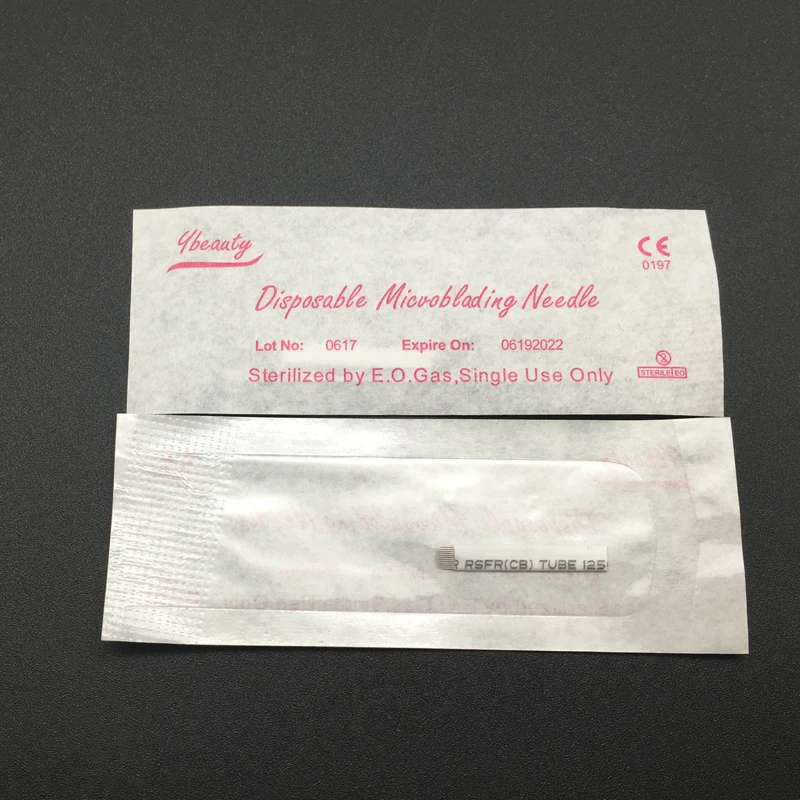 Ybeauty
CE
0197
Disposable Microblading Needle
Lot No: 0617 Expire On: 06192022
Sterilized by E.O.Gas,Single Use Only
STERILE EO
R RSFR(CB) TUBE 125